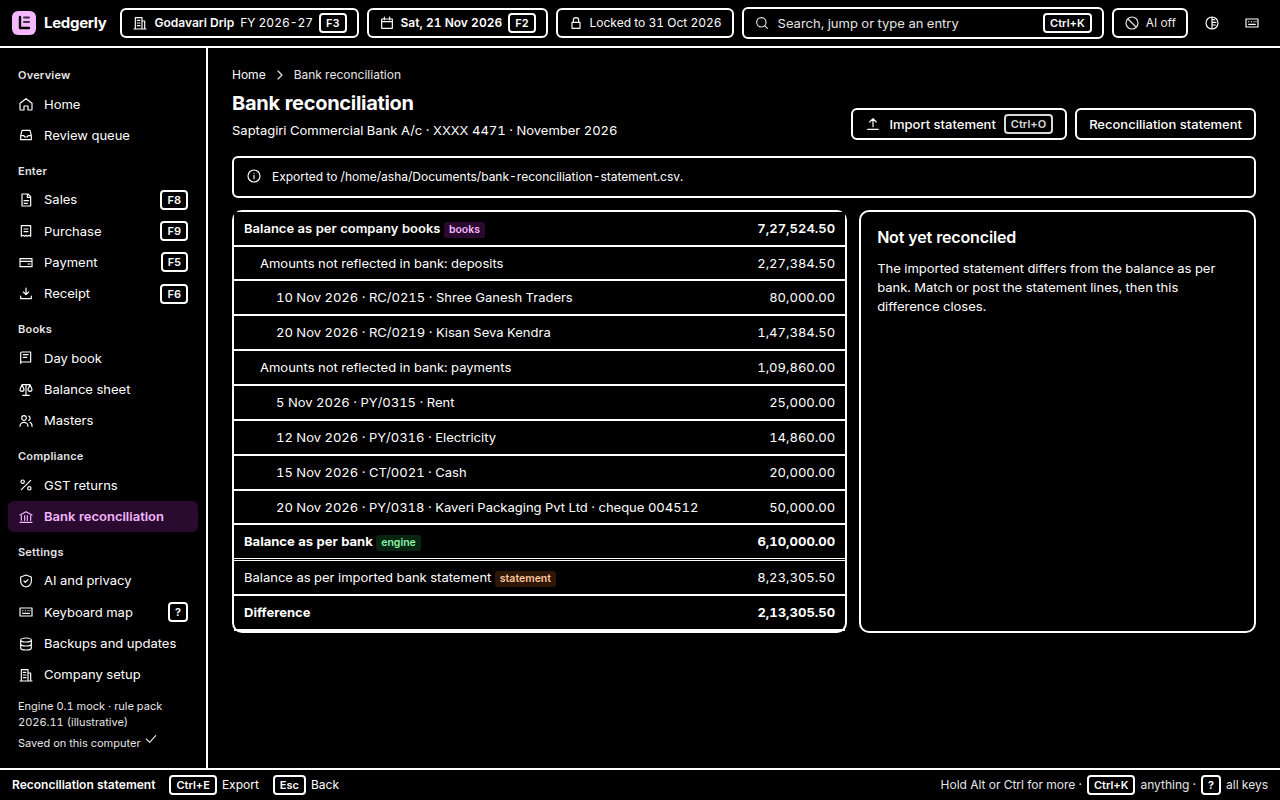 Ledgerly
Godavari Drip FY 2026-27 F3
Sat, 21 Nov 2026 F2
Locked to 31 Oct 2026
Search, jump or type an entry Ctrl+K
AI off
Overview
Home
Review queue
Enter
Sales F8
Purchase F9
Payment F5
Receipt F6
Books
Day book
Balance sheet
Masters
Compliance
GST returns
Bank reconciliation
Settings
AI and privacy
Keyboard map ?
Backups and updates
Company setup
Engine 0.1 mock · rule pack
2026.11 (illustrative)
Saved on this computer
Home > Bank reconciliation
Bank reconciliation
Saptagiri Commercial Bank A/c · XXXX 4471 · November 2026
Import statement Ctrl+O
Reconciliation statement
Exported to /home/asha/Documents/bank-reconciliation-statement.csv.
Balance as per company books books 7,27,524.50
Amounts not reflected in bank: deposits 2,27,384.50
10 Nov 2026 · RC/0215 · Shree Ganesh Traders 80,000.00
20 Nov 2026 · RC/0219 · Kisan Seva Kendra 1,47,384.50
Amounts not reflected in bank: payments 1,09,860.00
5 Nov 2026 · PY/0315 · Rent 25,000.00
12 Nov 2026 · PY/0316 · Electricity 14,860.00
15 Nov 2026 · CT/0021 · Cash 20,000.00
20 Nov 2026 · PY/0318 · Kaveri Packaging Pvt Ltd · cheque 004512 50,000.00
Balance as per bank engine 6,10,000.00
Balance as per imported bank statement statement 8,23,305.50
Difference 2,13,305.50
Not yet reconciled
The imported statement differs from the balance as per
bank. Match or post the statement lines, then this
difference closes.
Reconciliation statement Ctrl+E Export Esc Back
Hold Alt or Ctrl for more · Ctrl+K anything · ? all keys